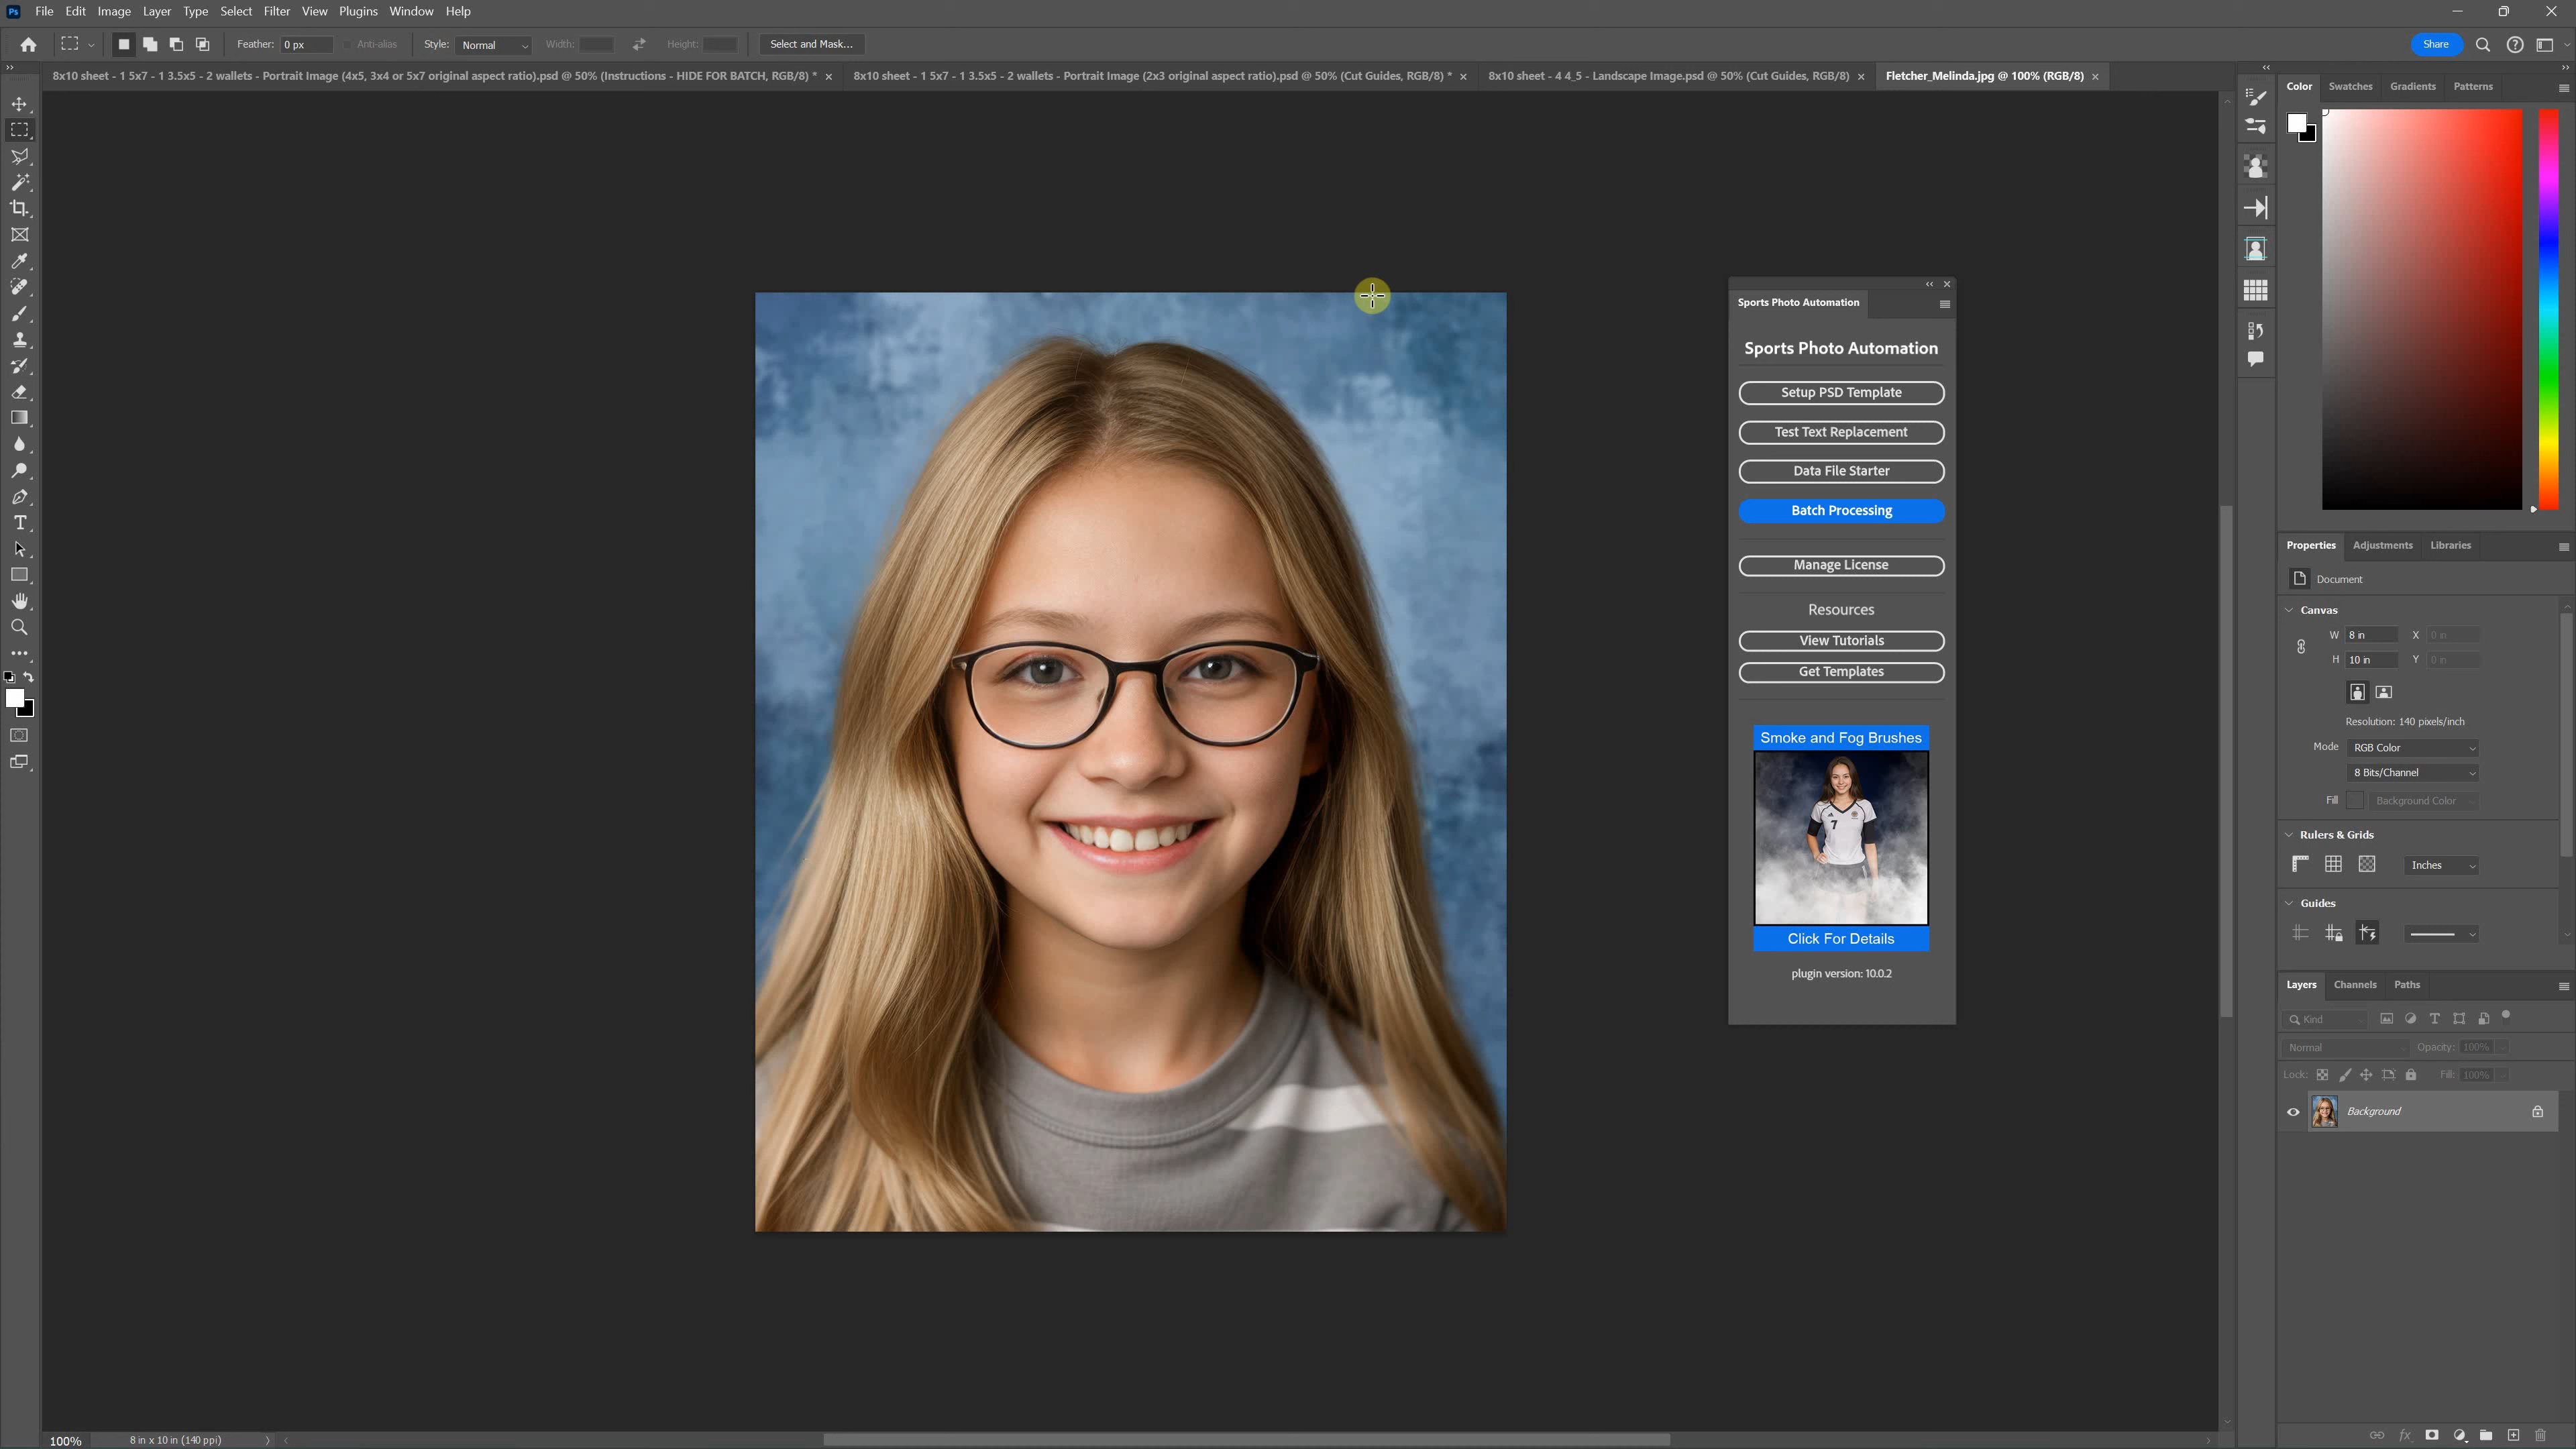 Ps File Edit Image Layer Type Select Filter View Plugins Window Help
Feather: 0 px Anti-alias Style: Normal Width: Height: Select and Mask... Share
8x10 sheet - 1 5x7 - 1 3.5x5 - 2 wallets - Portrait Image (4x5, 3x4 or 5x7 original aspect ratio).psd @ 50% (Instructions - HIDE FOR BATCH, RGB/8) *
8x10 sheet - 1 5x7 - 1 3.5x5 - 2 wallets - Portrait Image (2x3 original aspect ratio).psd @ 50% (Cut Guides, RGB/8) *
8x10 sheet - 4 4_5 - Landscape Image.psd @ 50% (Cut Guides, RGB/8)
Fletcher_Melinda.jpg @ 100% (RGB/8)
Sports Photo Automation
Sports Photo Automation
Setup PSD Template
Test Text Replacement
Data File Starter
Batch Processing
Manage License
Resources
View Tutorials
Get Templates
Smoke and Fog Brushes
7
Click For Details
plugin version: 10.0.2
Color Swatches Gradients Patterns
Properties Adjustments Libraries
Document
Canvas
W 8 in X 0 in
H 10 in Y 0 in
Resolution: 140 pixels/inch
Mode RGB Color
8 Bits/Channel
Fill Background Color
Rulers & Grids
Inches
Guides
Layers Channels Paths
Kind
Normal Opacity: 100%
Lock: Fill: 100%
Background
100% 8 in x 10 in (140 ppi)